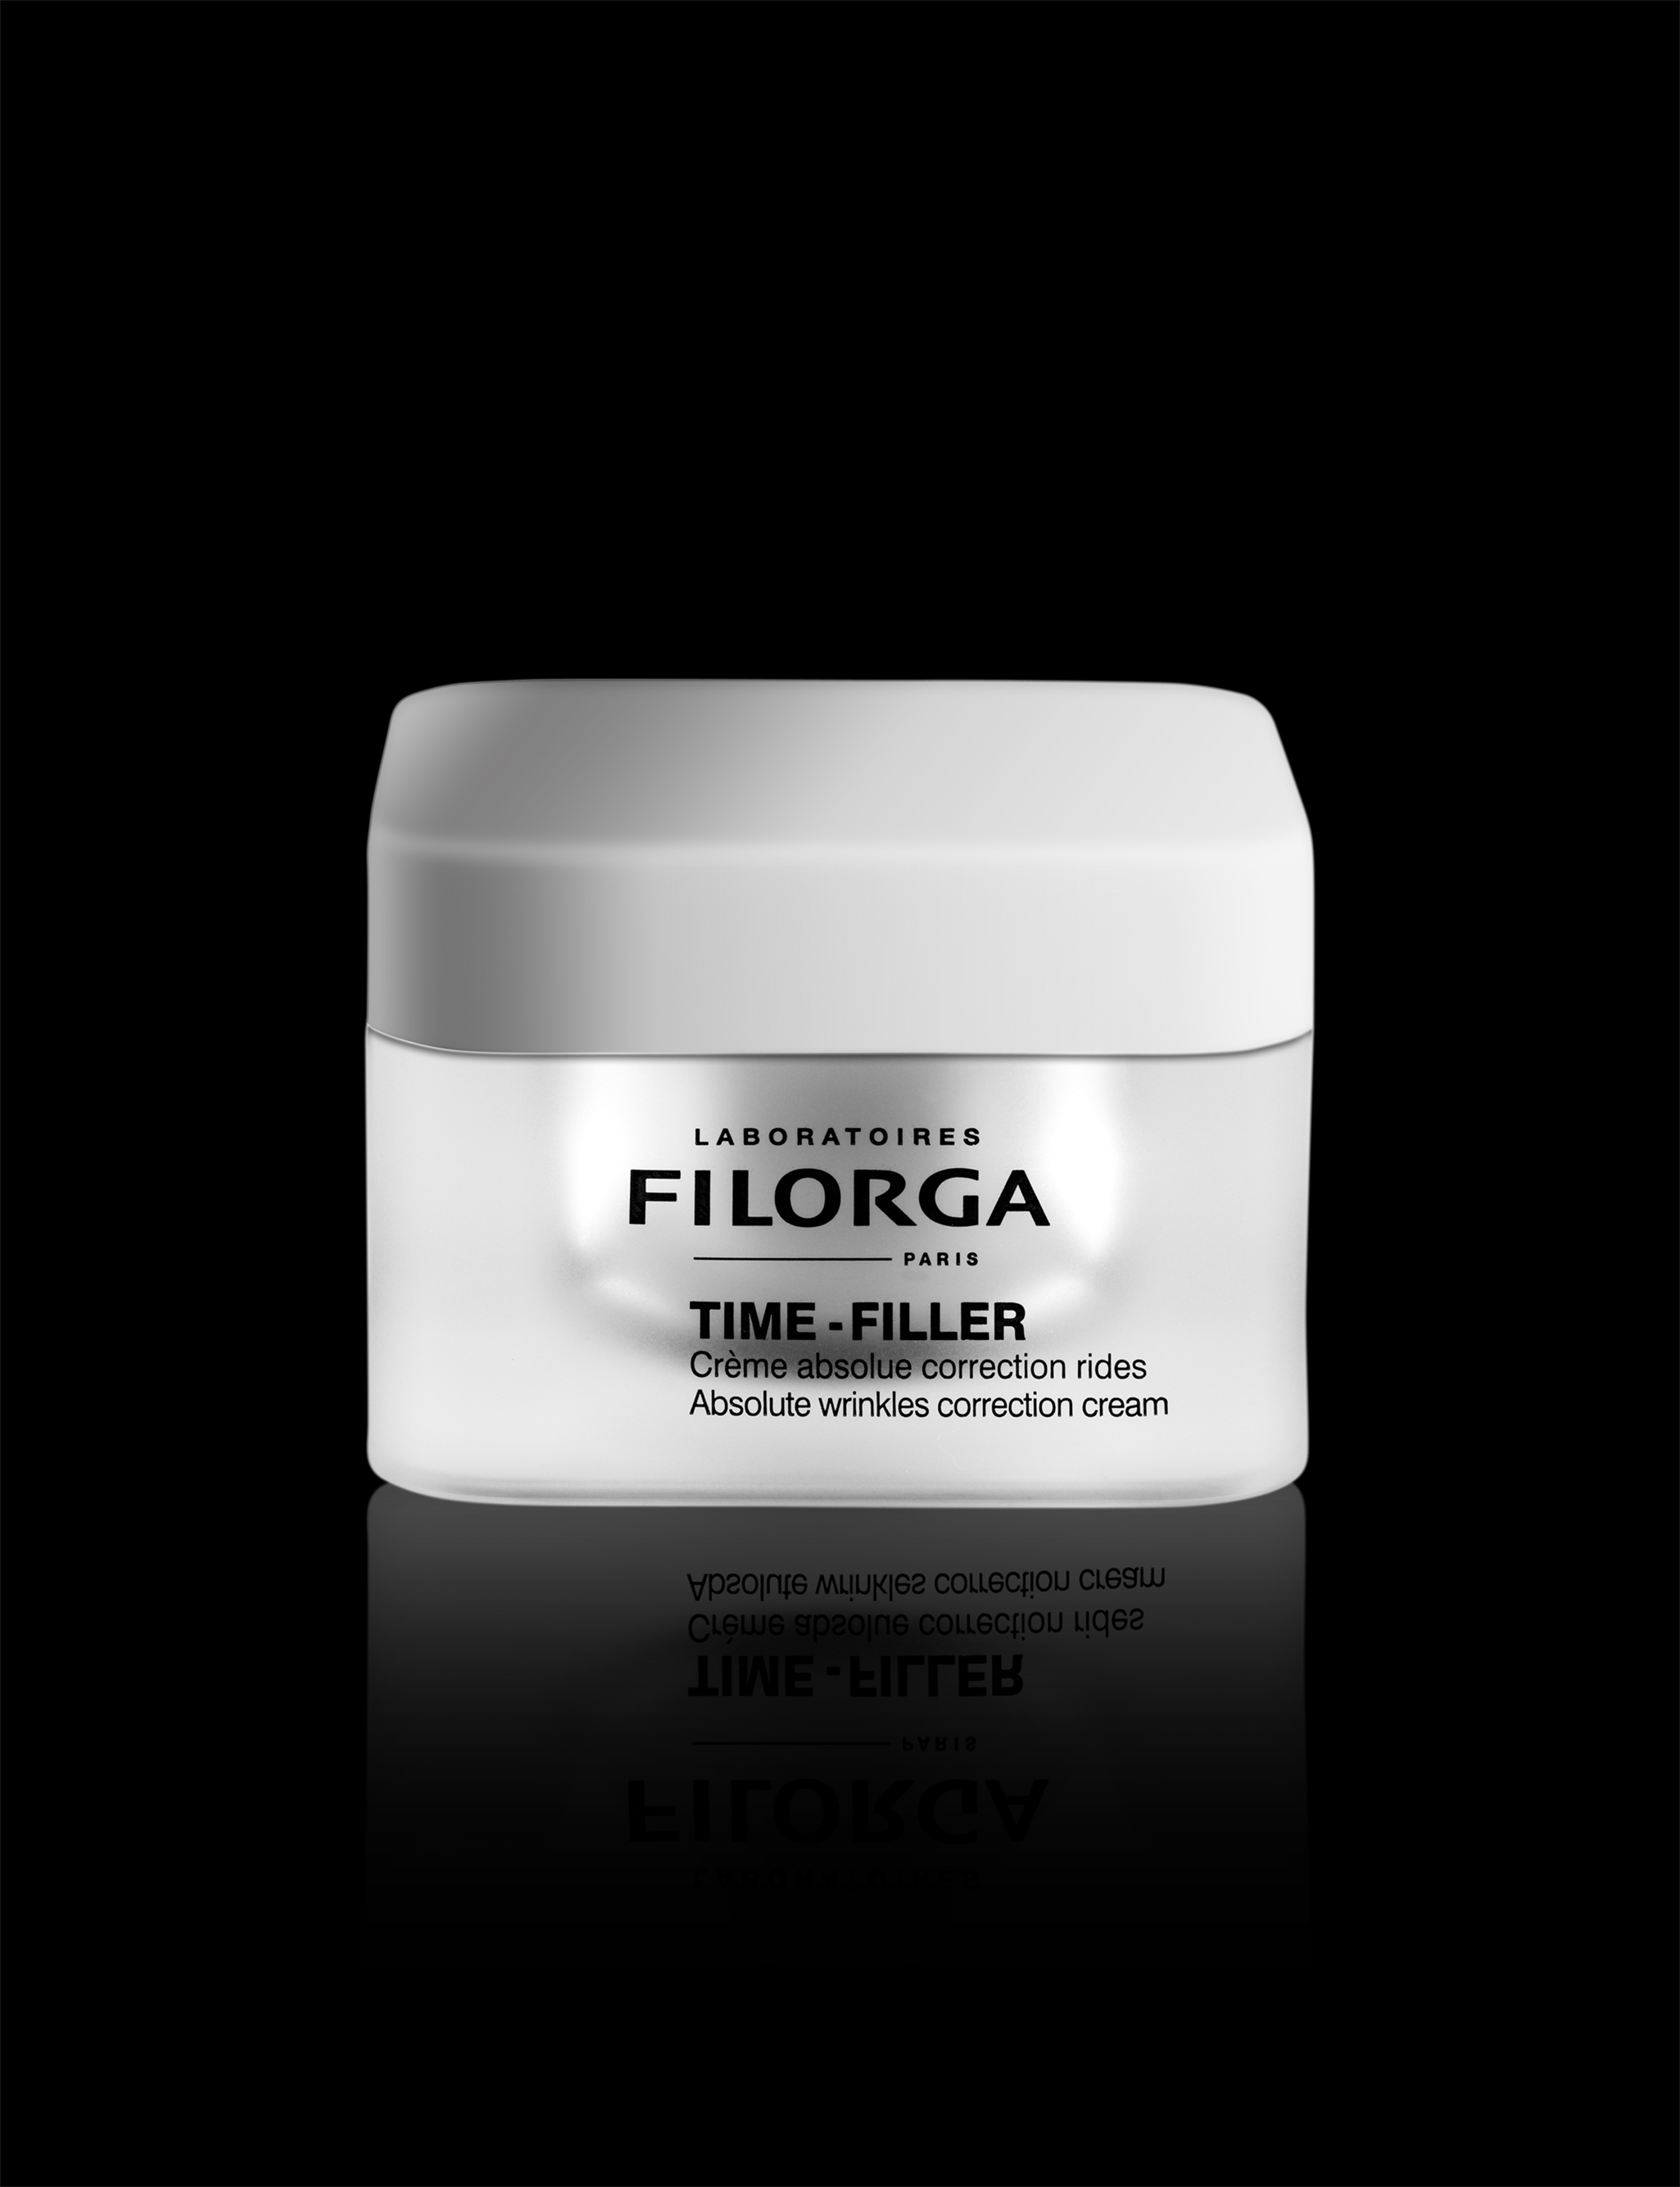 LABORATOIRES
FILORGA
PARIS
TIME-FILLER
Crème absolue correction rides
Absolute wrinkles correction cream